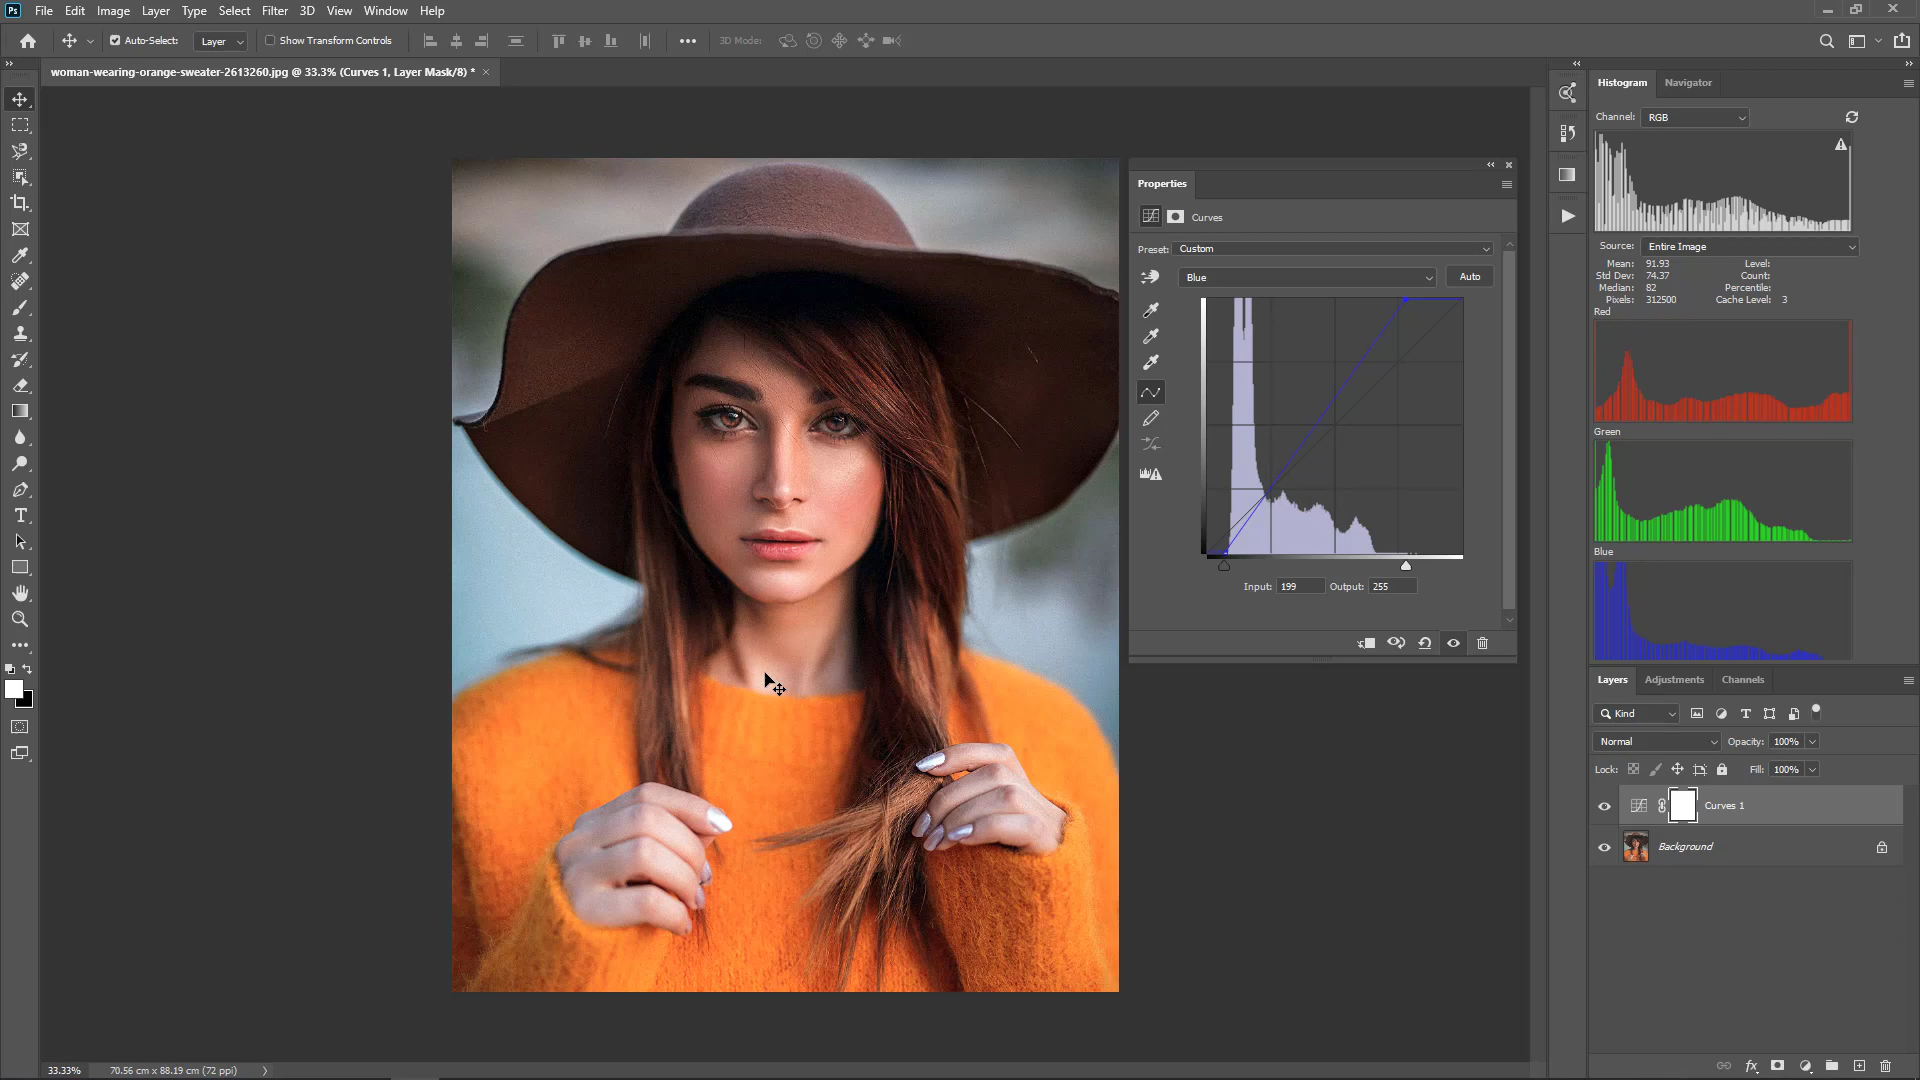 Ps File Edit Image Layer Type Select Filter 3D View Window Help
Auto-Select: Layer Show Transform Controls 3D Mode:
woman-wearing-orange-sweater-2613260.jpg @ 33.3% (Curves 1, Layer Mask/8) *
Histogram Navigator
Channel: RGB
Source: Entire Image
Mean: 91.93 Level:
Std Dev: 74.37 Count:
Median: 82 Percentile:
Pixels: 312500 Cache Level: 3
Red
Green
Blue
Properties
Curves
Preset: Custom
Blue Auto
Input: 199 Output: 255
Layers Adjustments Channels
Kind
Normal Opacity: 100%
Lock: Fill: 100%
Curves 1
Background
33.33% 70.56 cm x 88.19 cm (72 ppi)